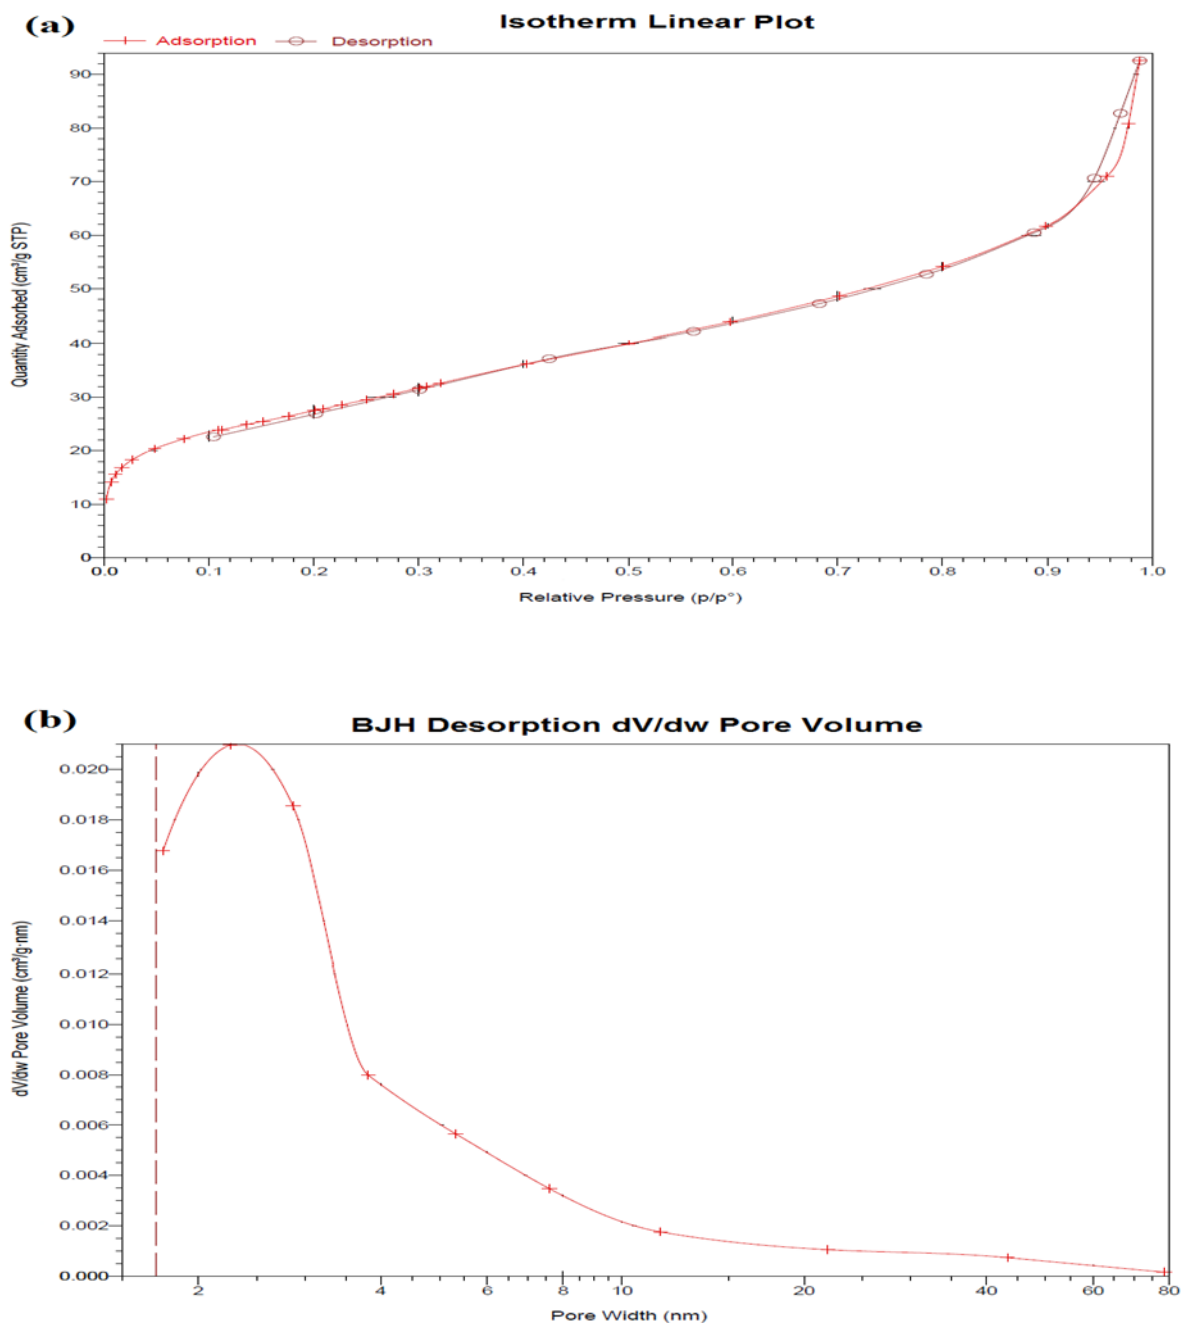 (a)
Isotherm Linear Plot
Adsorption
Desorption
90
80
70
60
50
40
30
20
10
0
Quantity Adsorbed (cm³/g STP)
0.0 0.1 0.2 0.3 0.4 0.5 0.6 0.7 0.8 0.9 1.0
Relative Pressure (p/p°)
(b)
BJH Desorption dV/dw Pore Volume
0.020
0.018
0.016
0.014
0.012
0.010
0.008
0.006
0.004
0.002
0.000
dV/dw Pore Volume (cm³/g·nm)
2 4 6 8 10 20 40 60 80
Pore Width (nm)